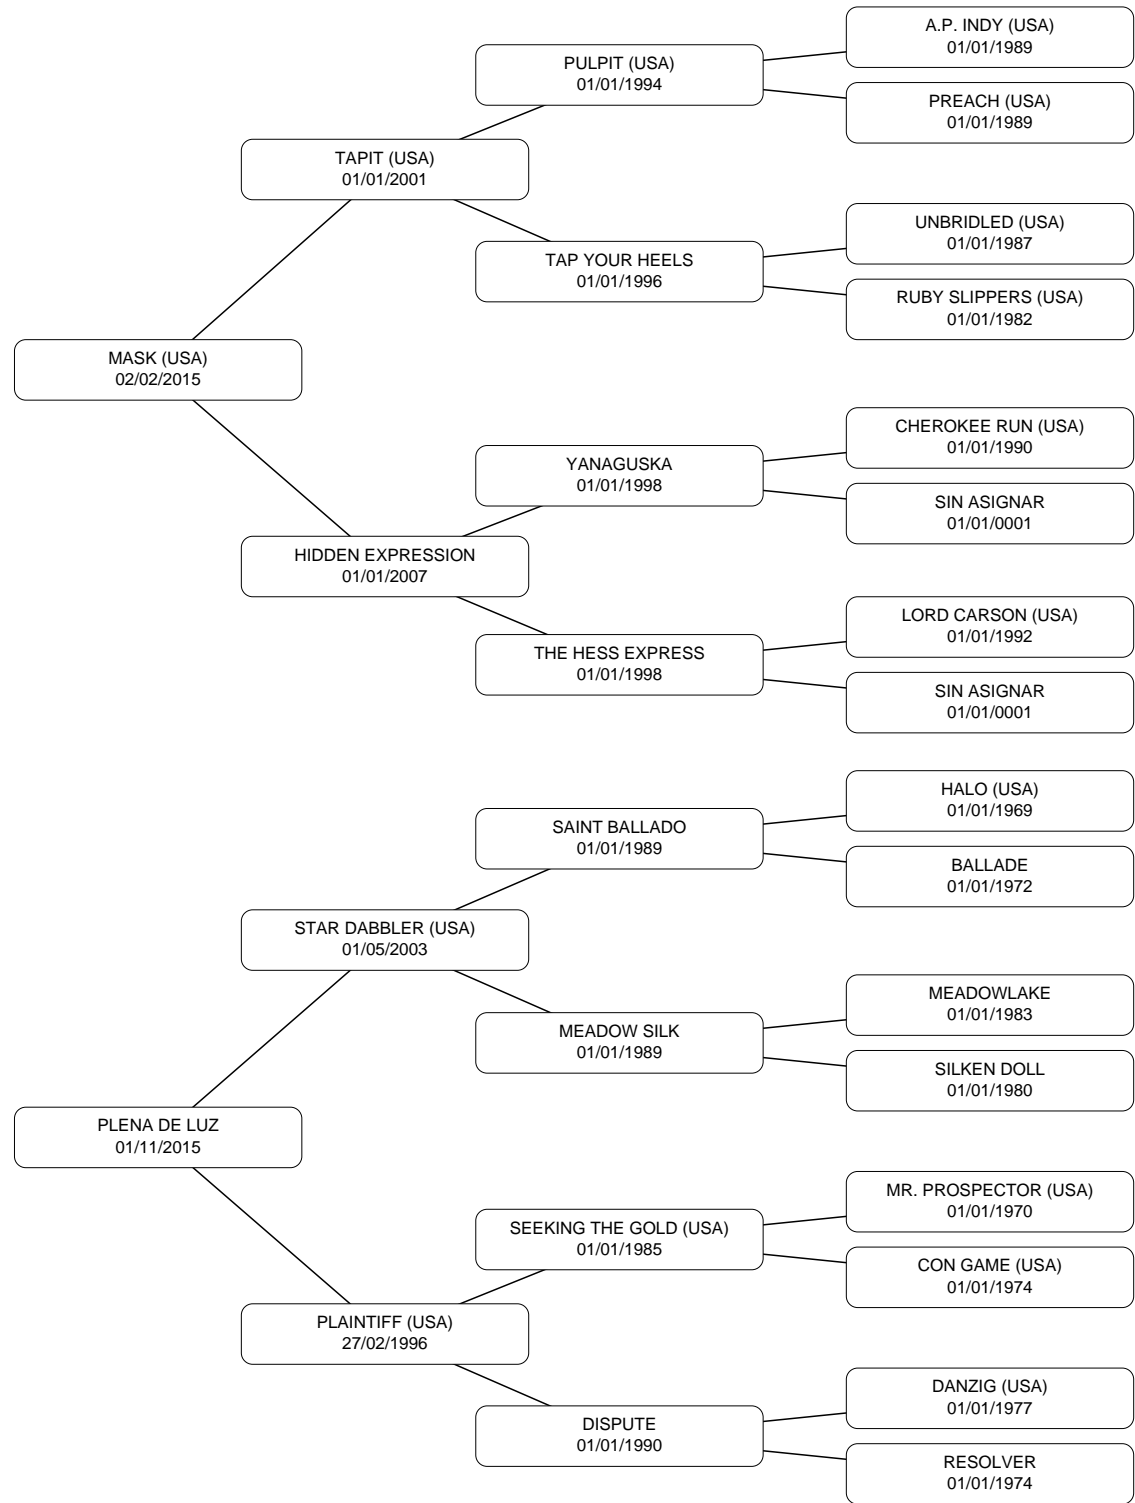 A.P. INDY (USA)
01/01/1989
PULPIT (USA)
01/01/1994
PREACH (USA)
01/01/1989
TAPIT (USA)
01/01/2001
UNBRIDLED (USA)
01/01/1987
TAP YOUR HEELS
01/01/1996
RUBY SLIPPERS (USA)
01/01/1982
MASK (USA)
02/02/2015
CHEROKEE RUN (USA)
01/01/1990
YANAGUSKA
01/01/1998
SIN ASIGNAR
01/01/0001
HIDDEN EXPRESSION
01/01/2007
LORD CARSON (USA)
01/01/1992
THE HESS EXPRESS
01/01/1998
SIN ASIGNAR
01/01/0001
HALO (USA)
01/01/1969
SAINT BALLADO
01/01/1989
BALLADE
01/01/1972
STAR DABBLER (USA)
01/05/2003
MEADOWLAKE
01/01/1983
MEADOW SILK
01/01/1989
SILKEN DOLL
01/01/1980
PLENA DE LUZ
01/11/2015
MR. PROSPECTOR (USA)
01/01/1970
SEEKING THE GOLD (USA)
01/01/1985
CON GAME (USA)
01/01/1974
PLAINTIFF (USA)
27/02/1996
DANZIG (USA)
01/01/1977
DISPUTE
01/01/1990
RESOLVER
01/01/1974